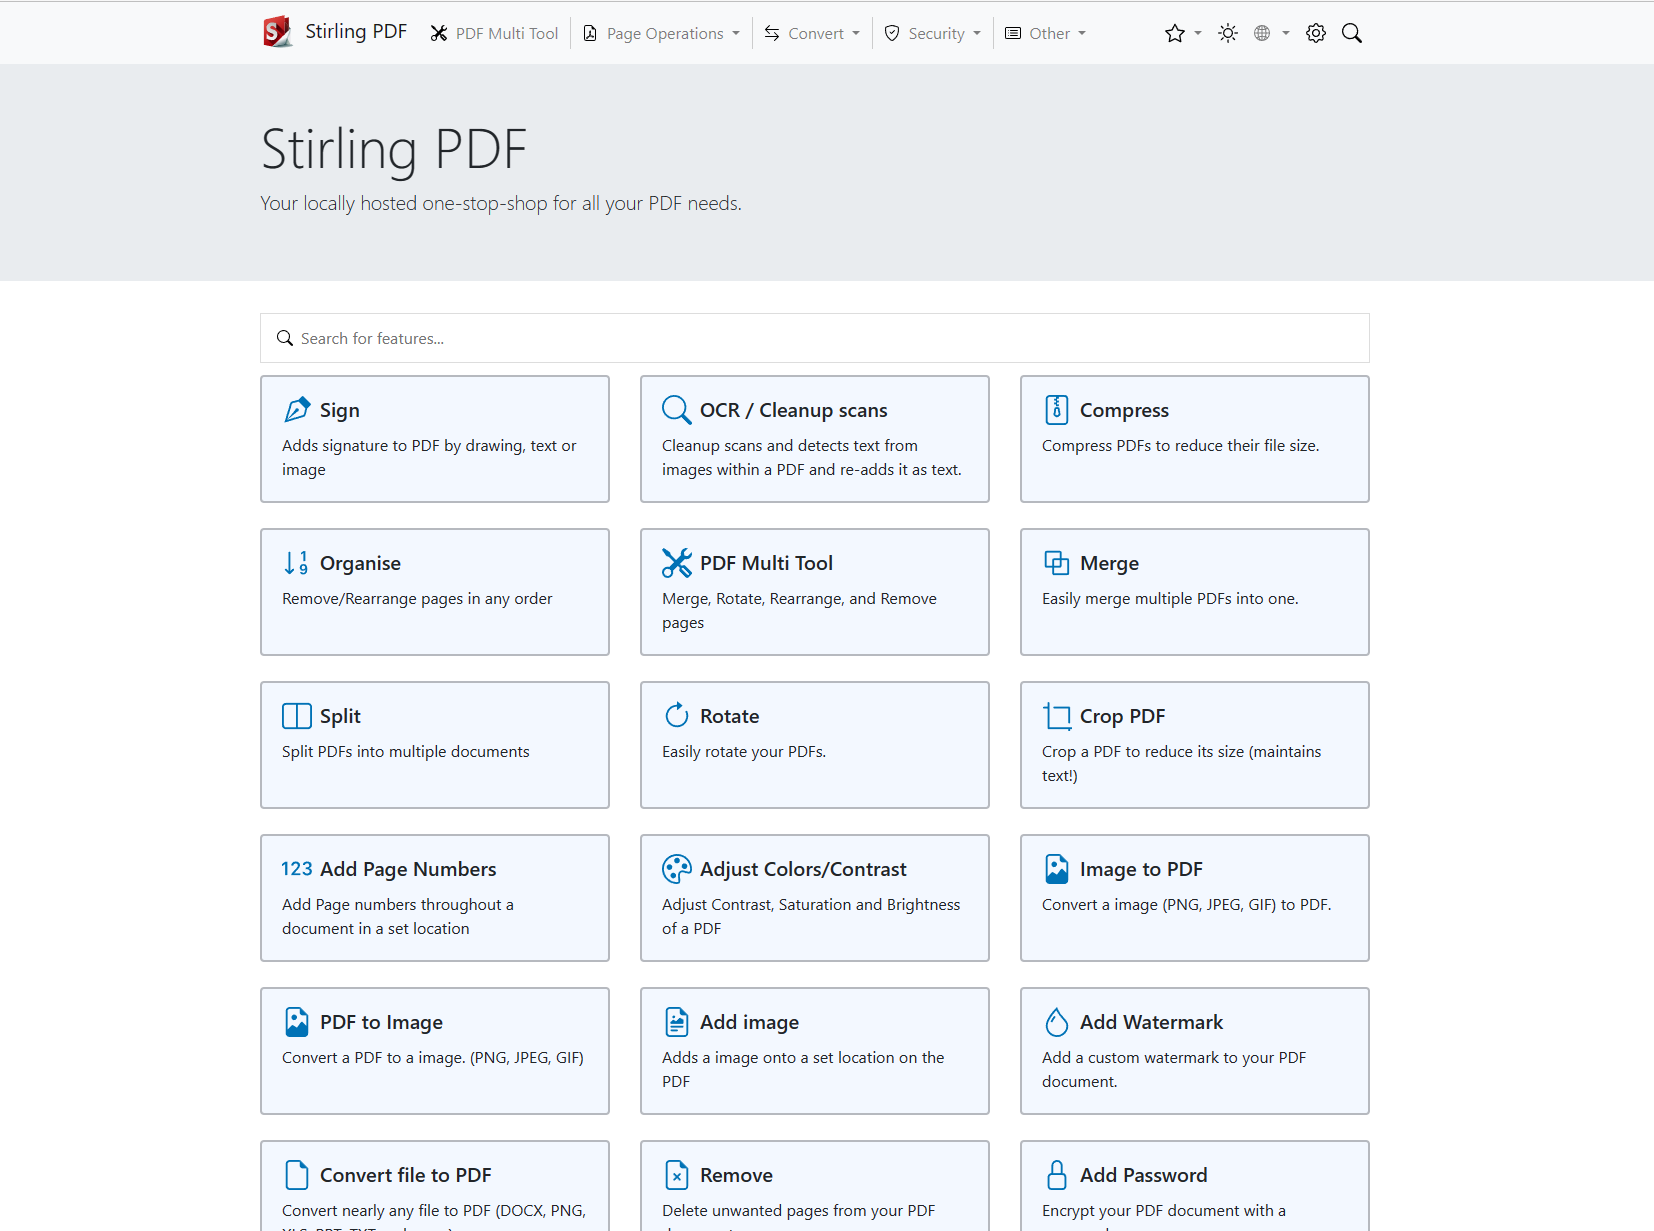 Stirling PDF PDF Multi Tool Page Operations Convert Security Other
Stirling PDF
Your locally hosted one-stop-shop for all your PDF needs.
Search for features...
Sign
Adds signature to PDF by drawing, text or
image
OCR / Cleanup scans
Cleanup scans and detects text from
images within a PDF and re-adds it as text.
Compress
Compress PDFs to reduce their file size.
1
9
Organise
Remove/Rearrange pages in any order
PDF Multi Tool
Merge, Rotate, Rearrange, and Remove
pages
Merge
Easily merge multiple PDFs into one.
Split
Split PDFs into multiple documents
Rotate
Easily rotate your PDFs.
Crop PDF
Crop a PDF to reduce its size (maintains
text!)
123 Add Page Numbers
Add Page numbers throughout a
document in a set location
Adjust Colors/Contrast
Adjust Contrast, Saturation and Brightness
of a PDF
Image to PDF
Convert a image (PNG, JPEG, GIF) to PDF.
PDF to Image
Convert a PDF to a image. (PNG, JPEG, GIF)
Add image
Adds a image onto a set location on the
PDF
Add Watermark
Add a custom watermark to your PDF
document.
Convert file to PDF
Convert nearly any file to PDF (DOCX, PNG,
Remove
Delete unwanted pages from your PDF
Add Password
Encrypt your PDF document with a